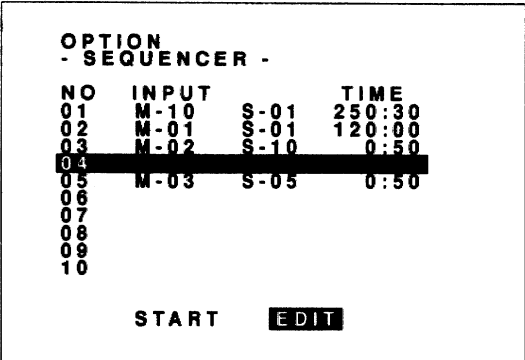 OPTION
- SEQUENCER -
NO INPUT TIME
01 M-10 S-01 250:30
02 M-01 S-01 120:00
03 M-02 S-10 0:50
04
05 M-03 S-05 0:50
06
07
08
09
10
START EDIT